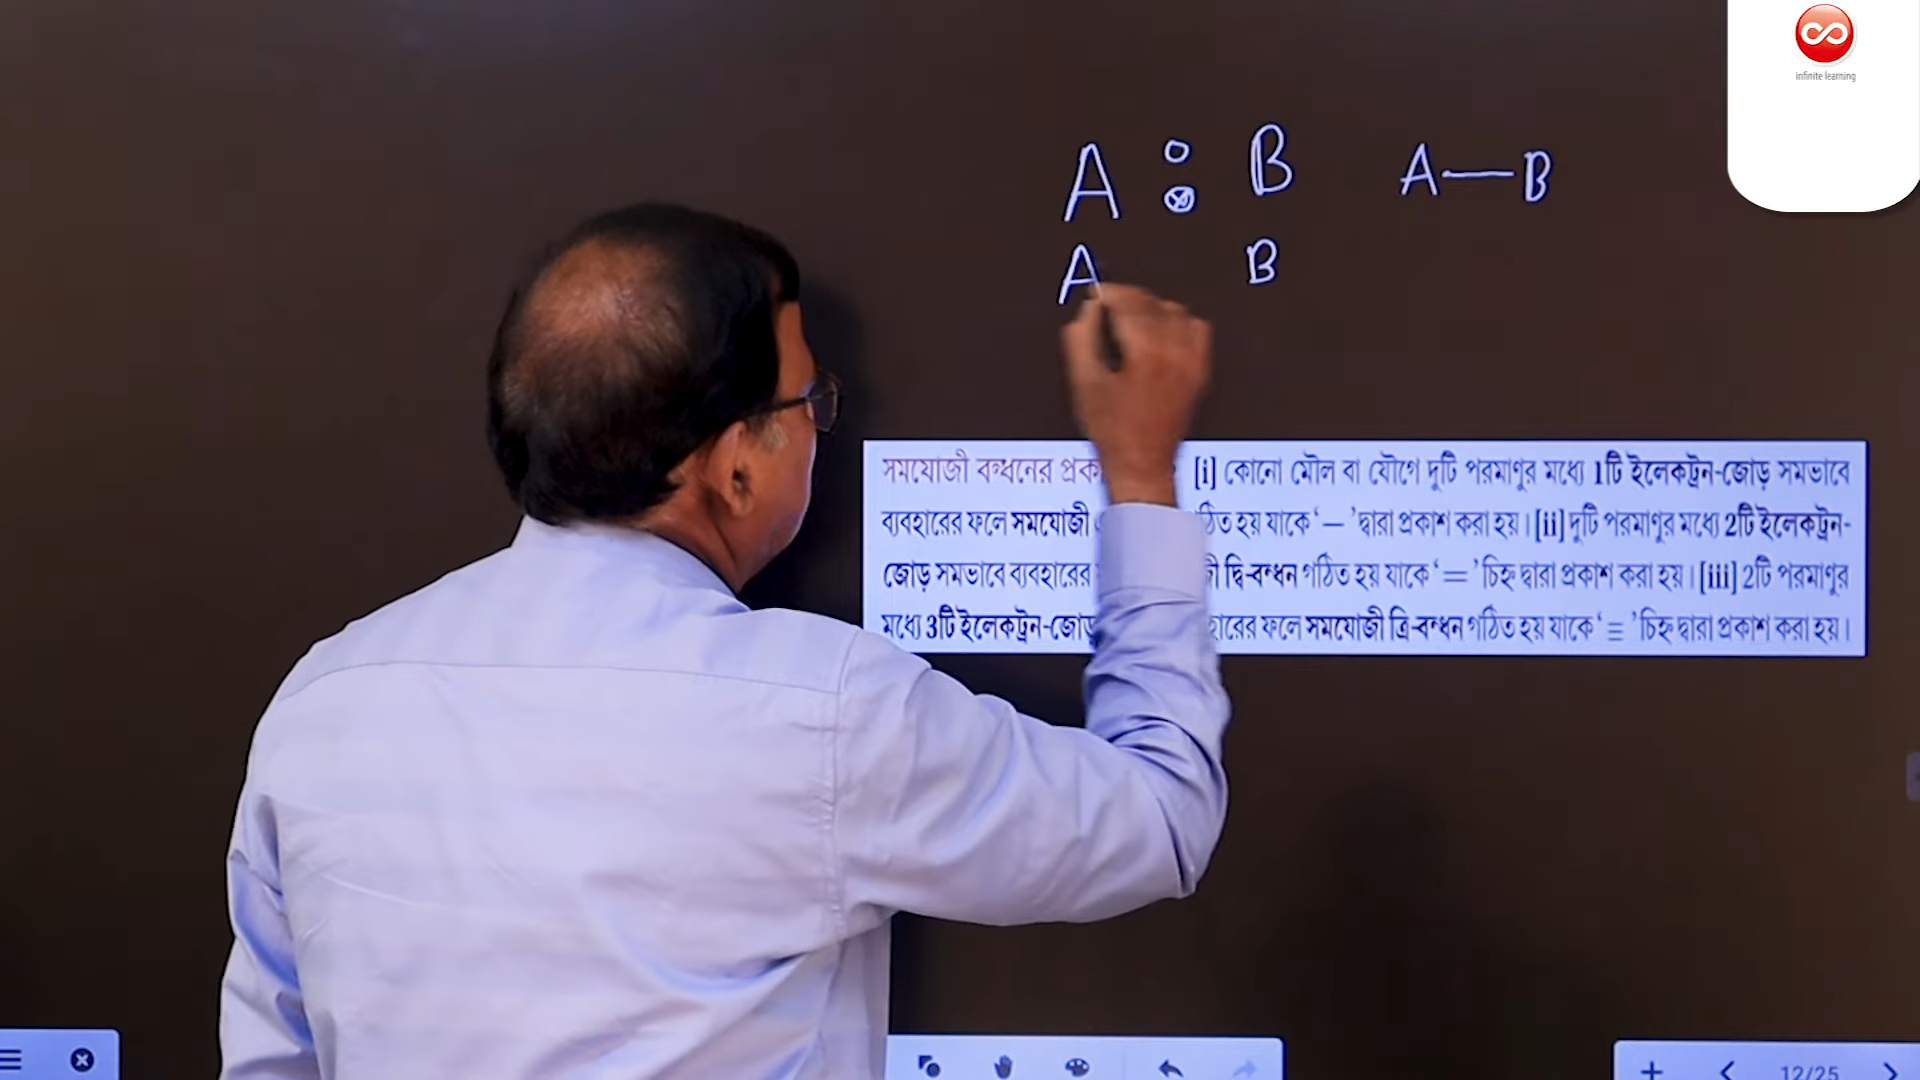 infinite learning
A B A — B
A B
সমযোজী বন্ধনের [i] কোনো মৌল বা যৌগে দুটি পরমাণুর মধ্যে 1টি ইলেকট্রন-জোড় সমভাবে
ব্যবহারের ফলে সমযোজী হয় যাকে ‘—’ দ্বারা প্রকাশ করা হয়। [ii] দুটি পরমাণুর মধ্যে 2টি ইলেকট্রন-
জোড় সমভাবে ব্যবহারের দ্বি-বন্ধন গঠিত হয় যাকে ‘=’ চিহ্ন দ্বারা প্রকাশ করা হয়। [iii] 2টি পরমাণুর
মধ্যে 3টি ইলেকট্রন-জোড় ফলে সমযোজী ত্রি-বন্ধন গঠিত হয় যাকে ‘≡’ চিহ্ন দ্বারা প্রকাশ করা হয়।
12/25